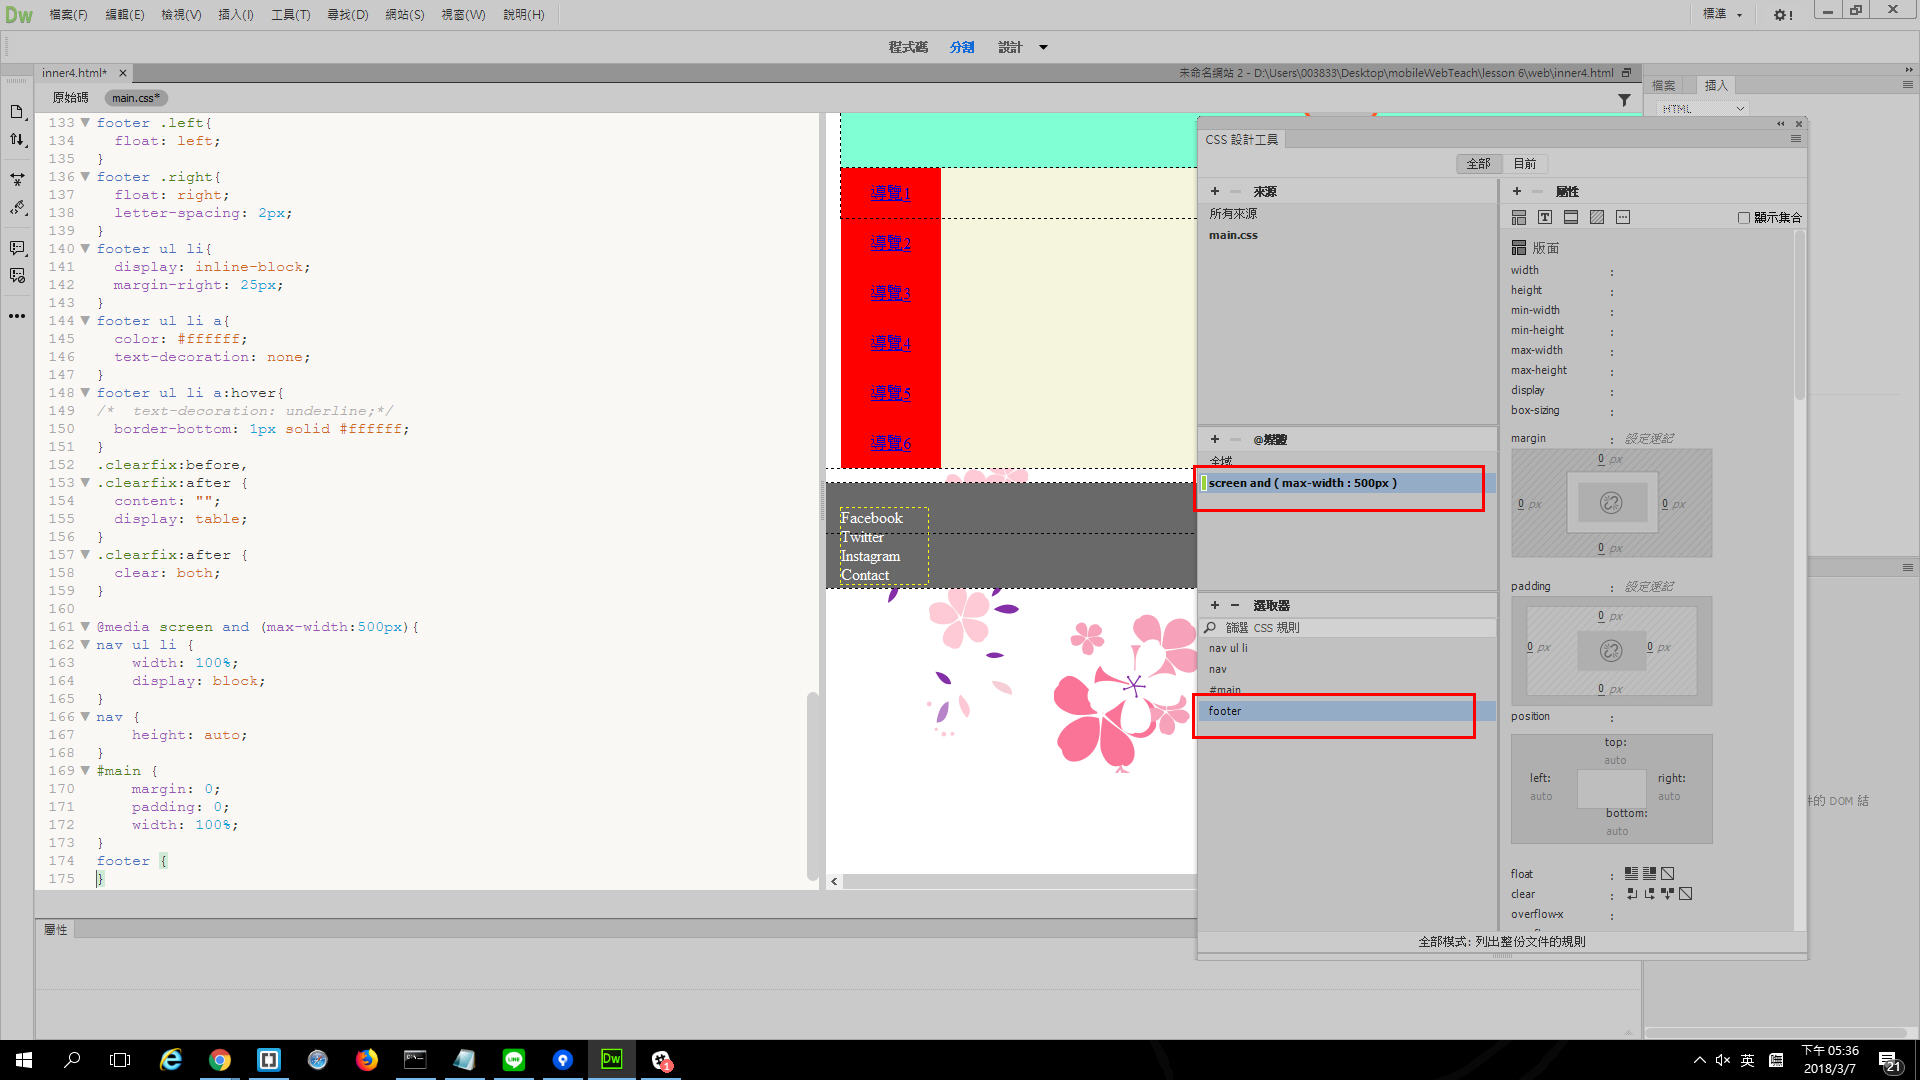 Dw 檔案(F) 編輯(E) 檢視(V) 插入(I) 工具(T) 尋找(D) 網站(S) 視窗(W) 說明(H) 標準
程式碼 分割 設計
inner4.html* 未命名網站 2 - D:\Users\003833\Desktop\mobileWebTeach\lesson 6\web\inner4.html
原始碼 main.css*
133 footer .left{
134 float: left;
135 }
136 footer .right{
137 float: right;
138 letter-spacing: 2px;
139 }
140 footer ul li{
141 display: inline-block;
142 margin-right: 25px;
143 }
144 footer ul li a{
145 color: #ffffff;
146 text-decoration: none;
147 }
148 footer ul li a:hover{
149 /* text-decoration: underline;*/
150 border-bottom: 1px solid #ffffff;
151 }
152 .clearfix:before,
153 .clearfix:after {
154 content: "";
155 display: table;
156 }
157 .clearfix:after {
158 clear: both;
159 }
160
161 @media screen and (max-width:500px){
162 nav ul li {
163 width: 100%;
164 display: block;
165 }
166 nav {
167 height: auto;
168 }
169 #main {
170 margin: 0;
171 padding: 0;
172 width: 100%;
173 }
174 footer {
175 }
導覽1
導覽2
導覽3
導覽4
導覽5
導覽6
Facebook
Twitter
Instagram
Contact
CSS 設計工具
全部 目前
+ − 來源
所有來源
main.css
+ − @媒體
全域
screen and ( max-width : 500px )
+ − 選取器
篩選 CSS 規則
nav ul li
nav
#main
footer
+ − 屬性
顯示集合
版面
width :
height :
min-width :
min-height :
max-width :
max-height :
display :
box-sizing :
margin : 設定速記
0 px
0 px 0 px
0 px
padding : 設定速記
0 px
0 px 0 px
0 px
position :
top:
auto
left: right:
auto auto
bottom:
auto
float :
clear :
overflow-x :
全部模式: 列出整份文件的規則
檔案 插入
HTML
件的 DOM 結
屬性
Dw
1
英
下午 05:36
2018/3/7
21